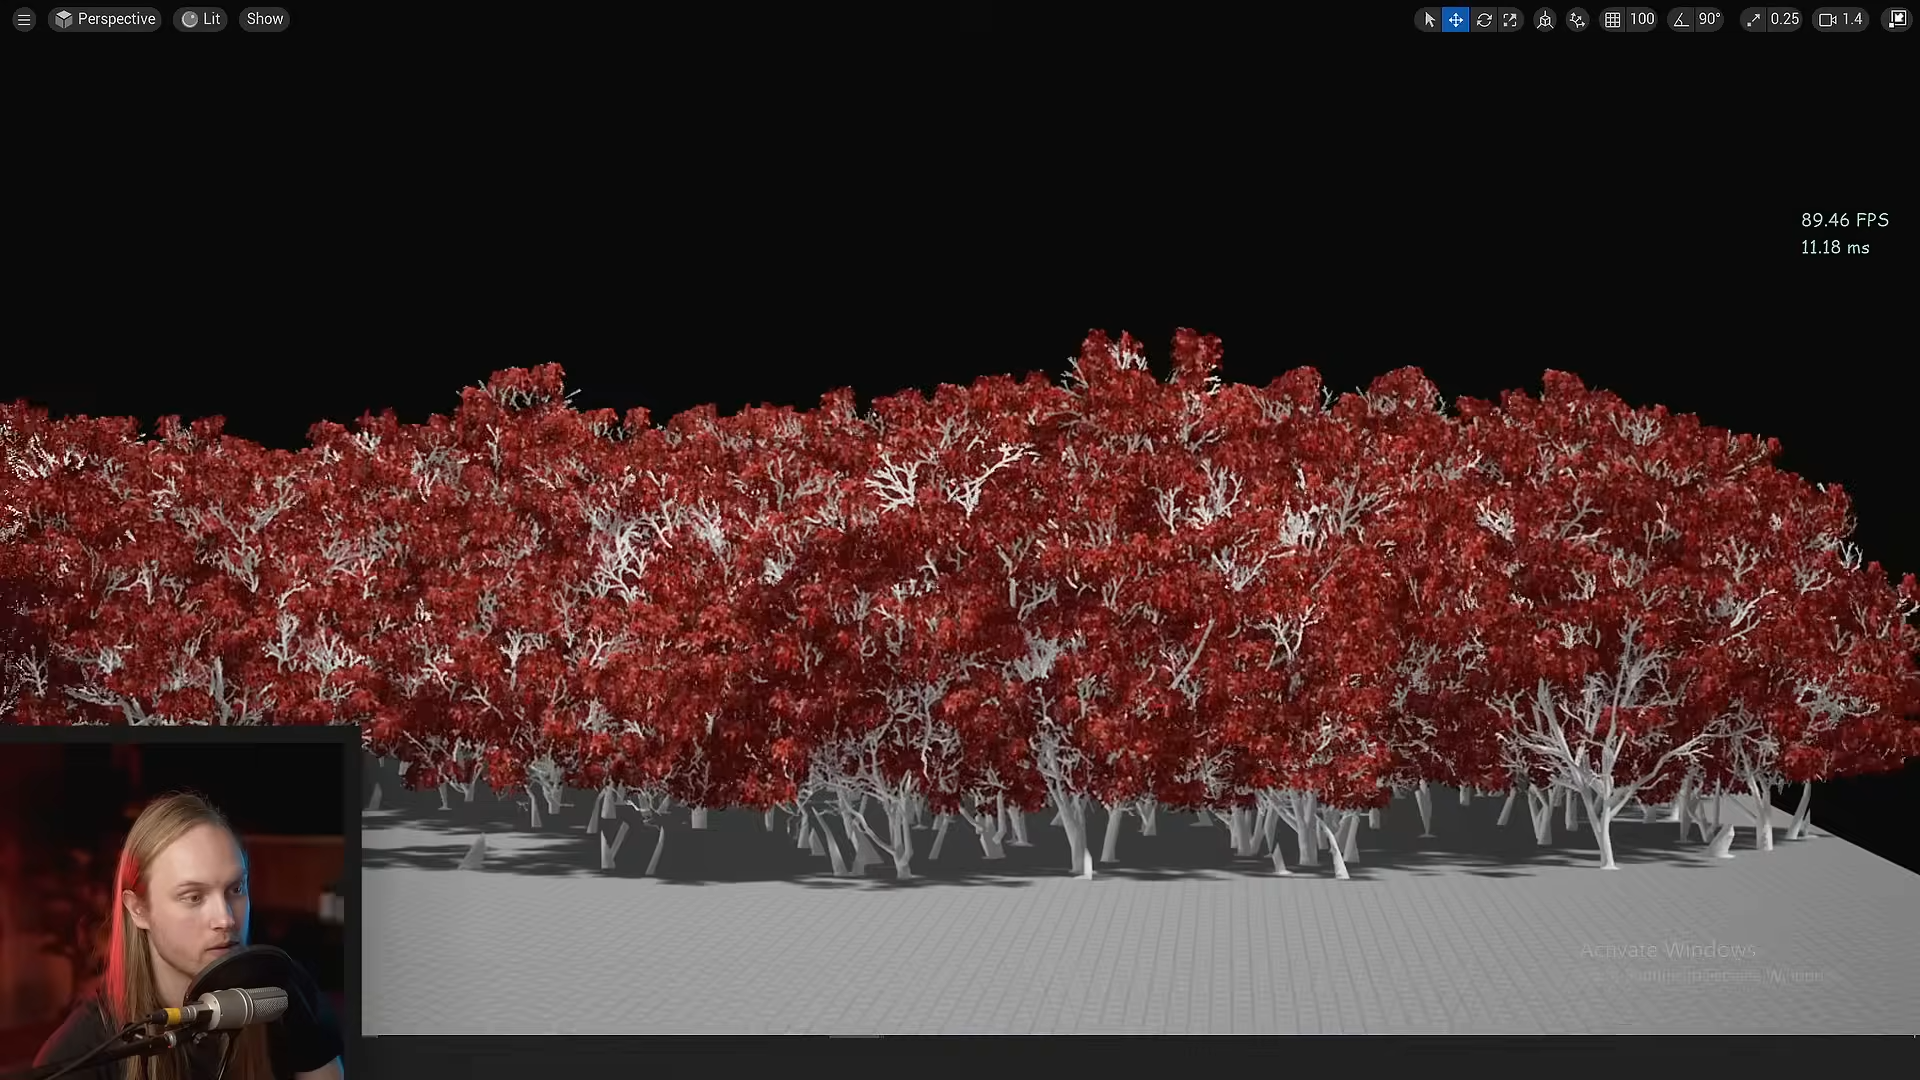 Perspective
Lit
Show
100
90°
0.25
1.4
89.46 FPS
11.18 ms
Activate Windows